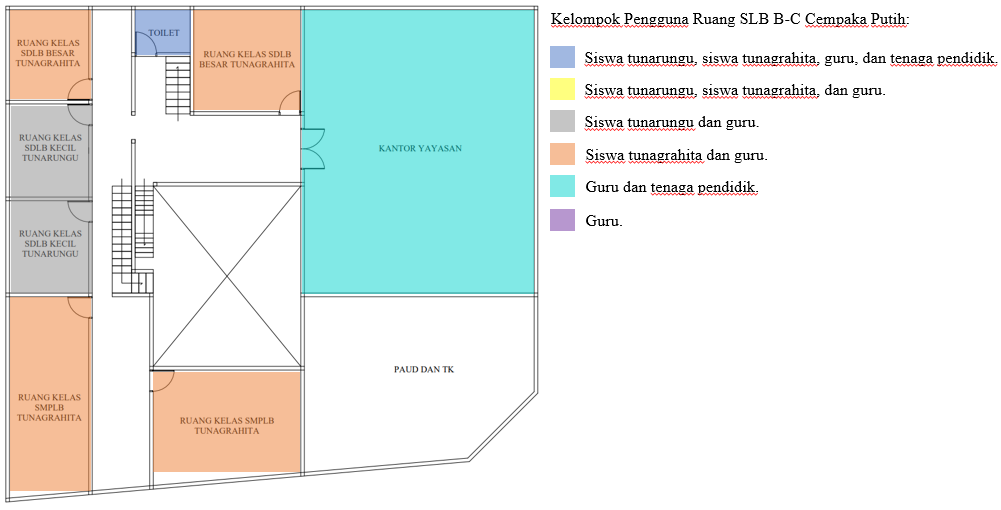 RUANG KELAS
SDLB BESAR
TUNAGRAHITA
TOILET
RUANG KELAS SDLB
BESAR TUNAGRAHITA
RUANG KELAS
SDLB KECIL
TUNARUNGU
KANTOR YAYASAN
RUANG KELAS
SDLB KECIL
TUNARUNGU
RUANG KELAS
SMPLB
TUNAGRAHITA
RUANG KELAS SMPLB
TUNAGRAHITA
PAUD DAN TK
Kelompok Pengguna Ruang SLB B-C Cempaka Putih:
Siswa tunarungu, siswa tunagrahita, guru, dan tenaga pendidik.
Siswa tunarungu, siswa tunagrahita, dan guru.
Siswa tunarungu dan guru.
Siswa tunagrahita dan guru.
Guru dan tenaga pendidik.
Guru.